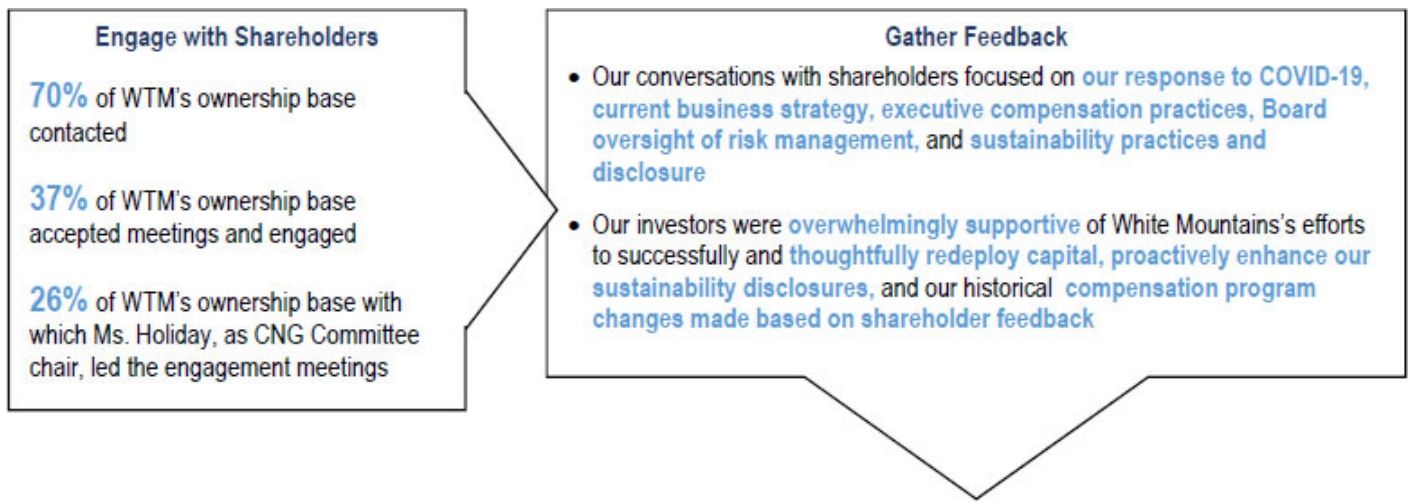 Engage with Shareholders
70% of WTM's ownership base
contacted
37% of WTM's ownership base
accepted meetings and engaged
26% of WTM's ownership base with
which Ms. Holiday, as CNG Committee
chair, led the engagement meetings
Gather Feedback
• Our conversations with shareholders focused on our response to COVID-19,
current business strategy, executive compensation practices, Board
oversight of risk management, and sustainability practices and
disclosure
• Our investors were overwhelmingly supportive of White Mountains's efforts
to successfully and thoughtfully redeploy capital, proactively enhance our
sustainability disclosures, and our historical compensation program
changes made based on shareholder feedback